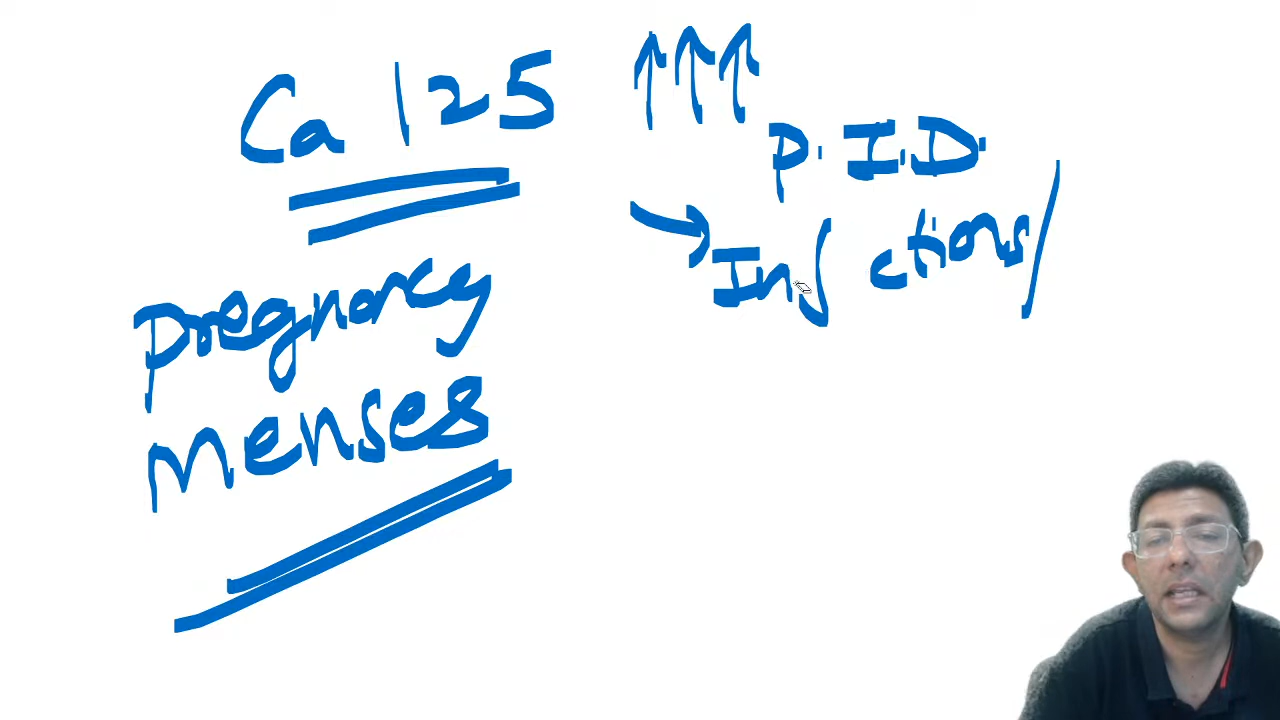 Ca 125 ↑↑↑
P.I.D.
→ Infections/
pregnancy
menses